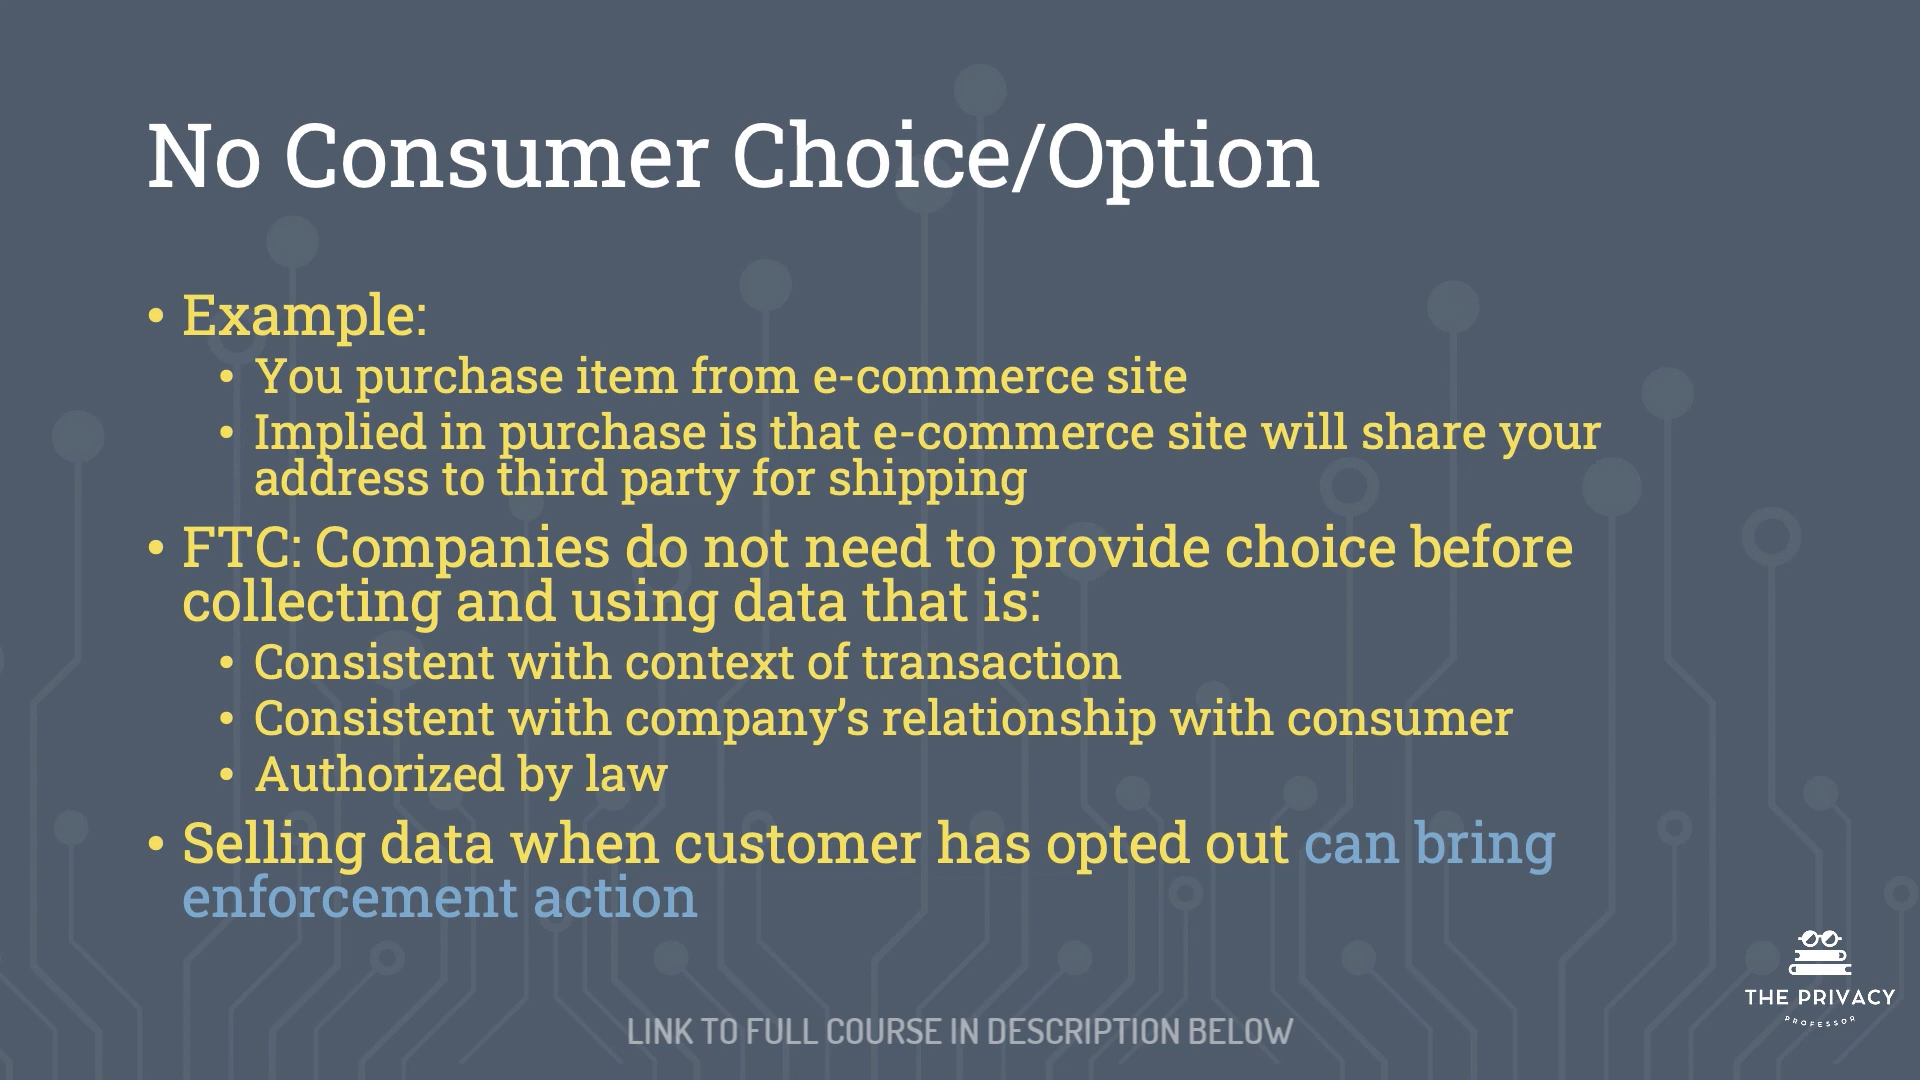 No Consumer Choice/Option
• Example:
• You purchase item from e-commerce site
• Implied in purchase is that e-commerce site will share your
address to third party for shipping
• FTC: Companies do not need to provide choice before
collecting and using data that is:
• Consistent with context of transaction
• Consistent with company’s relationship with consumer
• Authorized by law
• Selling data when customer has opted out can bring
enforcement action
THE PRIVACY
PROFESSOR
LINK TO FULL COURSE IN DESCRIPTION BELOW